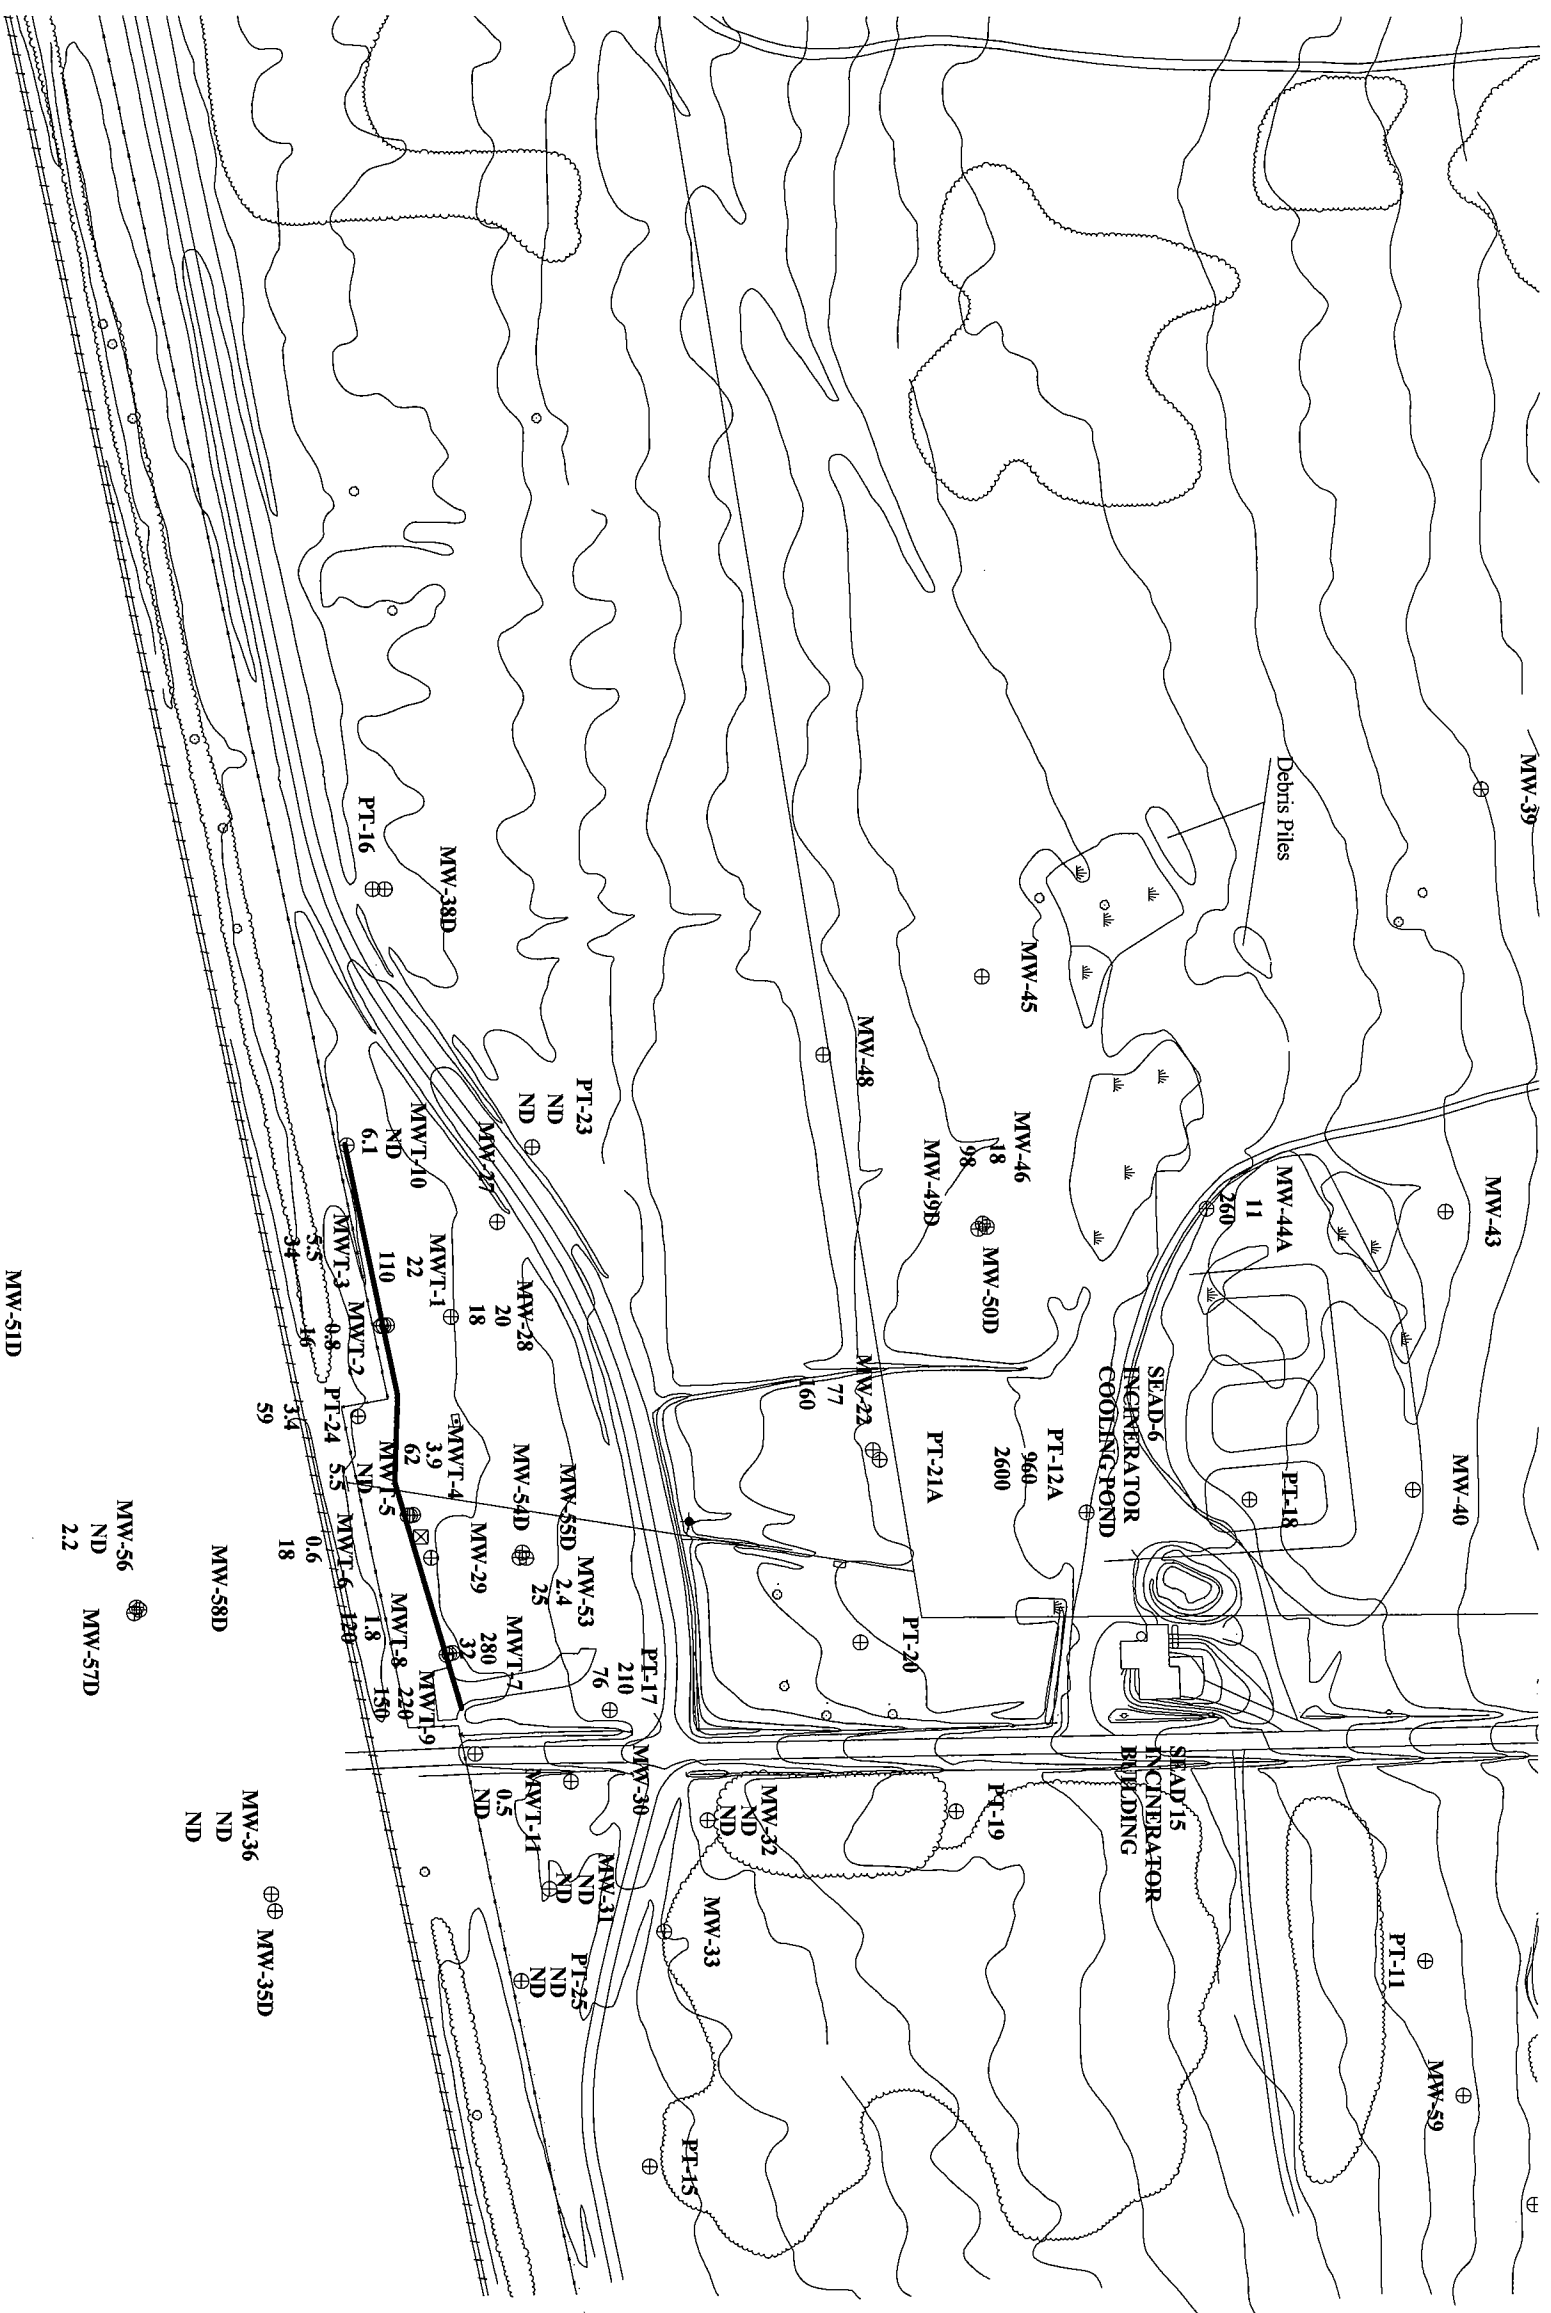 MW-39
MW-43
MW-40
MW-59
PT-11
Debris Piles
MW-44A
11
260
PT-18
SEAD-6
INCINERATOR
COOLING POND
SEAD 15
INCINERATOR
BUILDING
MW-45
MW-46
18
98
MW-50D
MW-49D
PT-12A
960
2600
PT-21A
PT-20
PT-19
MW-48
MW-22
77
160
MW-32
ND
ND
MW-33
PT-15
PT-17
210
76
MW-30
MW-31
ND
ND
PT-25
ND
ND
PT-23
ND
ND
MW-55D
MW-53
2.4
25
MW-54D
MW-28
20
18
MW-27
MW-29
MWT-7
280
32
MWT-11
0.5
ND
MW-38D
PT-16
MWT-10
ND
6.1
MWT-1
22
110
MWT-4
3.9
62
MWT-9
220
150
MWT-8
1.8
120
MWT-5
ND
5.5
MWT-2
0.8
16
MWT-3
5.5
34
MWT-6
0.6
18
PT-24
3.4
59
MW-36
ND
ND
MW-35D
MW-58D
MW-56
ND
2.2
MW-57D
MW-51D